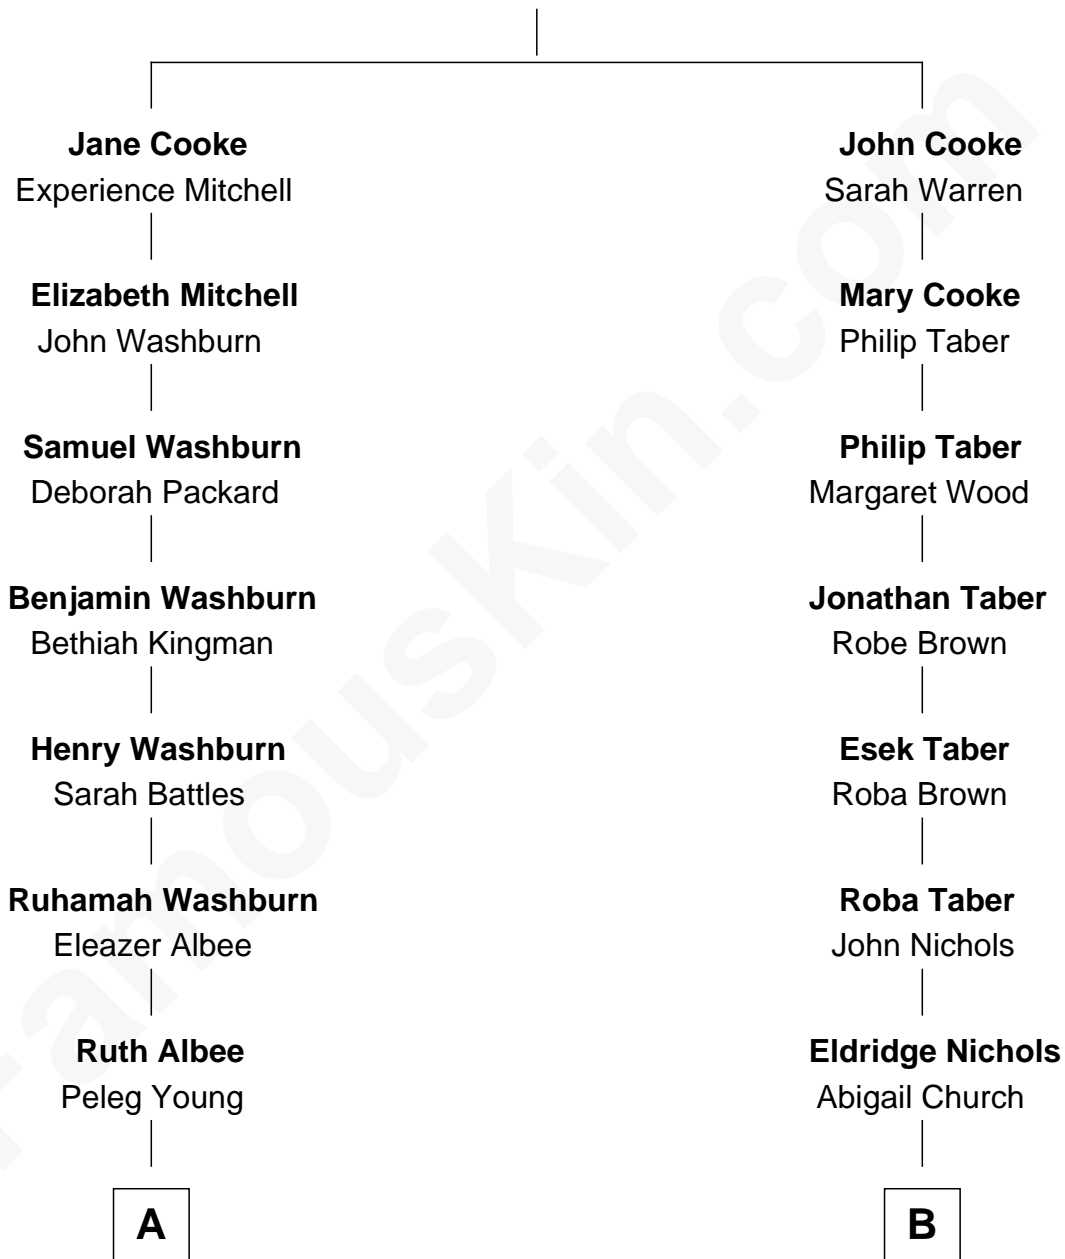 Jane Cooke
Experience Mitchell
Elizabeth Mitchell
John Washburn
Samuel Washburn
Deborah Packard
Benjamin Washburn
Bethiah Kingman
Henry Washburn
Sarah Battles
Ruhamah Washburn
Eleazer Albee
Ruth Albee
Peleg Young
A
John Cooke
Sarah Warren
Mary Cooke
Philip Taber
Philip Taber
Margaret Wood
Jonathan Taber
Robe Brown
Esek Taber
Roba Brown
Roba Taber
John Nichols
Eldridge Nichols
Abigail Church
B
FamousKin.com